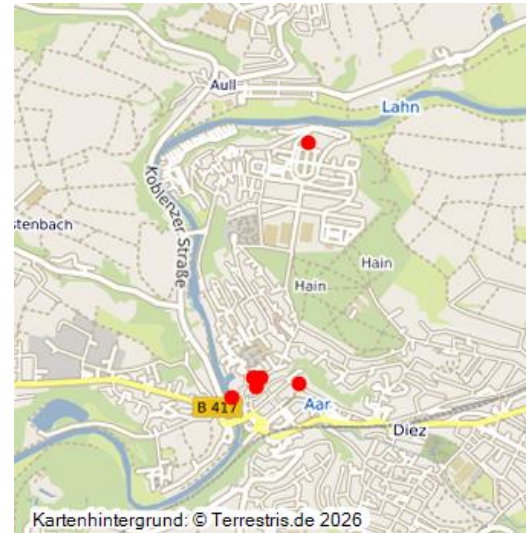 Aull
Lahn
Koblenzer Straße
stenbach
Hain
Hain
B 417
Aar
Diez
Kartenhintergrund: © Terrestris.de 2026